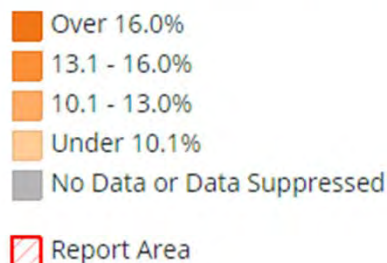 Over 16.0%
13.1 - 16.0%
10.1 - 13.0%
Under 10.1%
No Data or Data Suppressed
Report Area